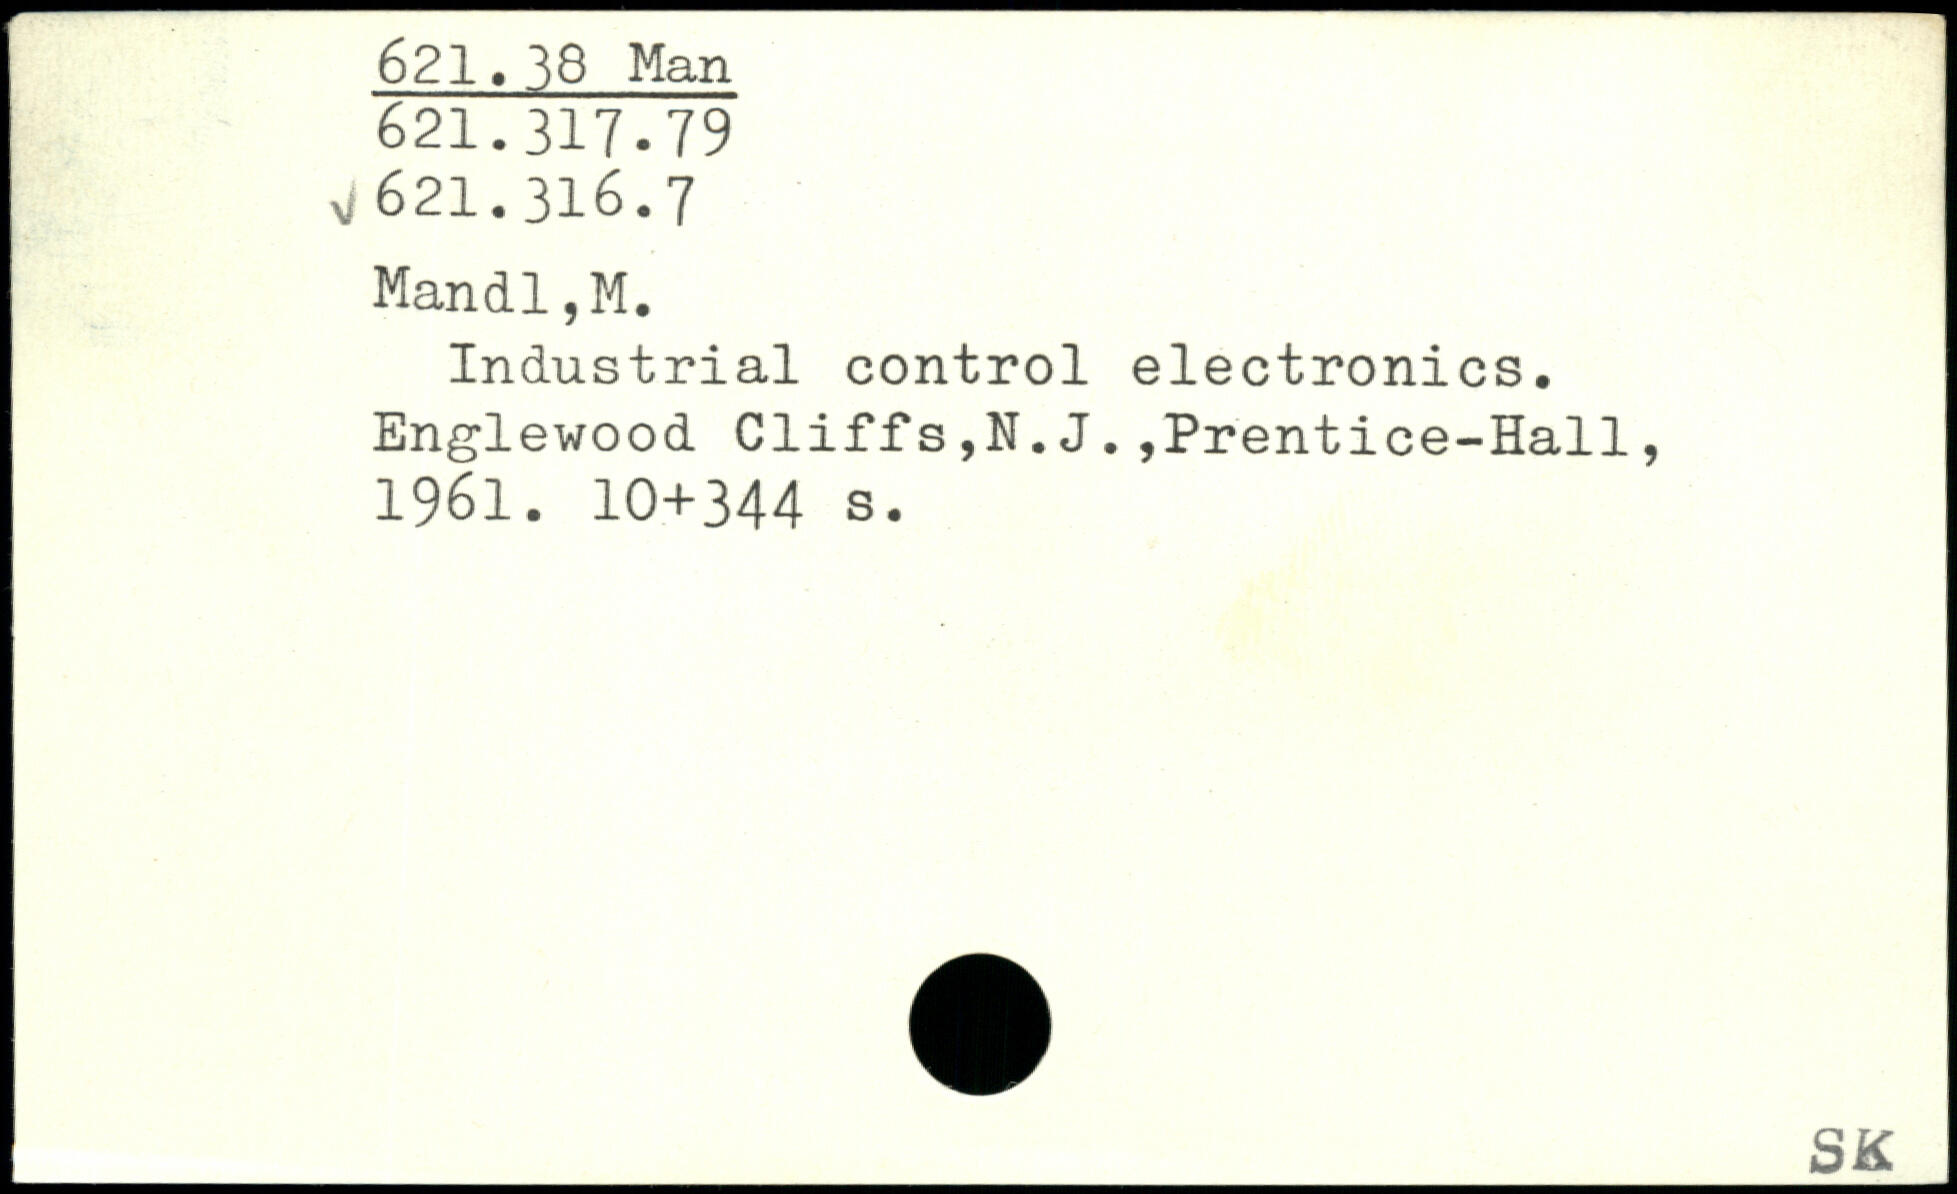 621.38 Man
621.317.79
✓ 621.316.7
Mandl,M.
Industrial control electronics.
Englewood Cliffs,N.J.,Prentice-Hall,
1961. 10+344 s.
SK